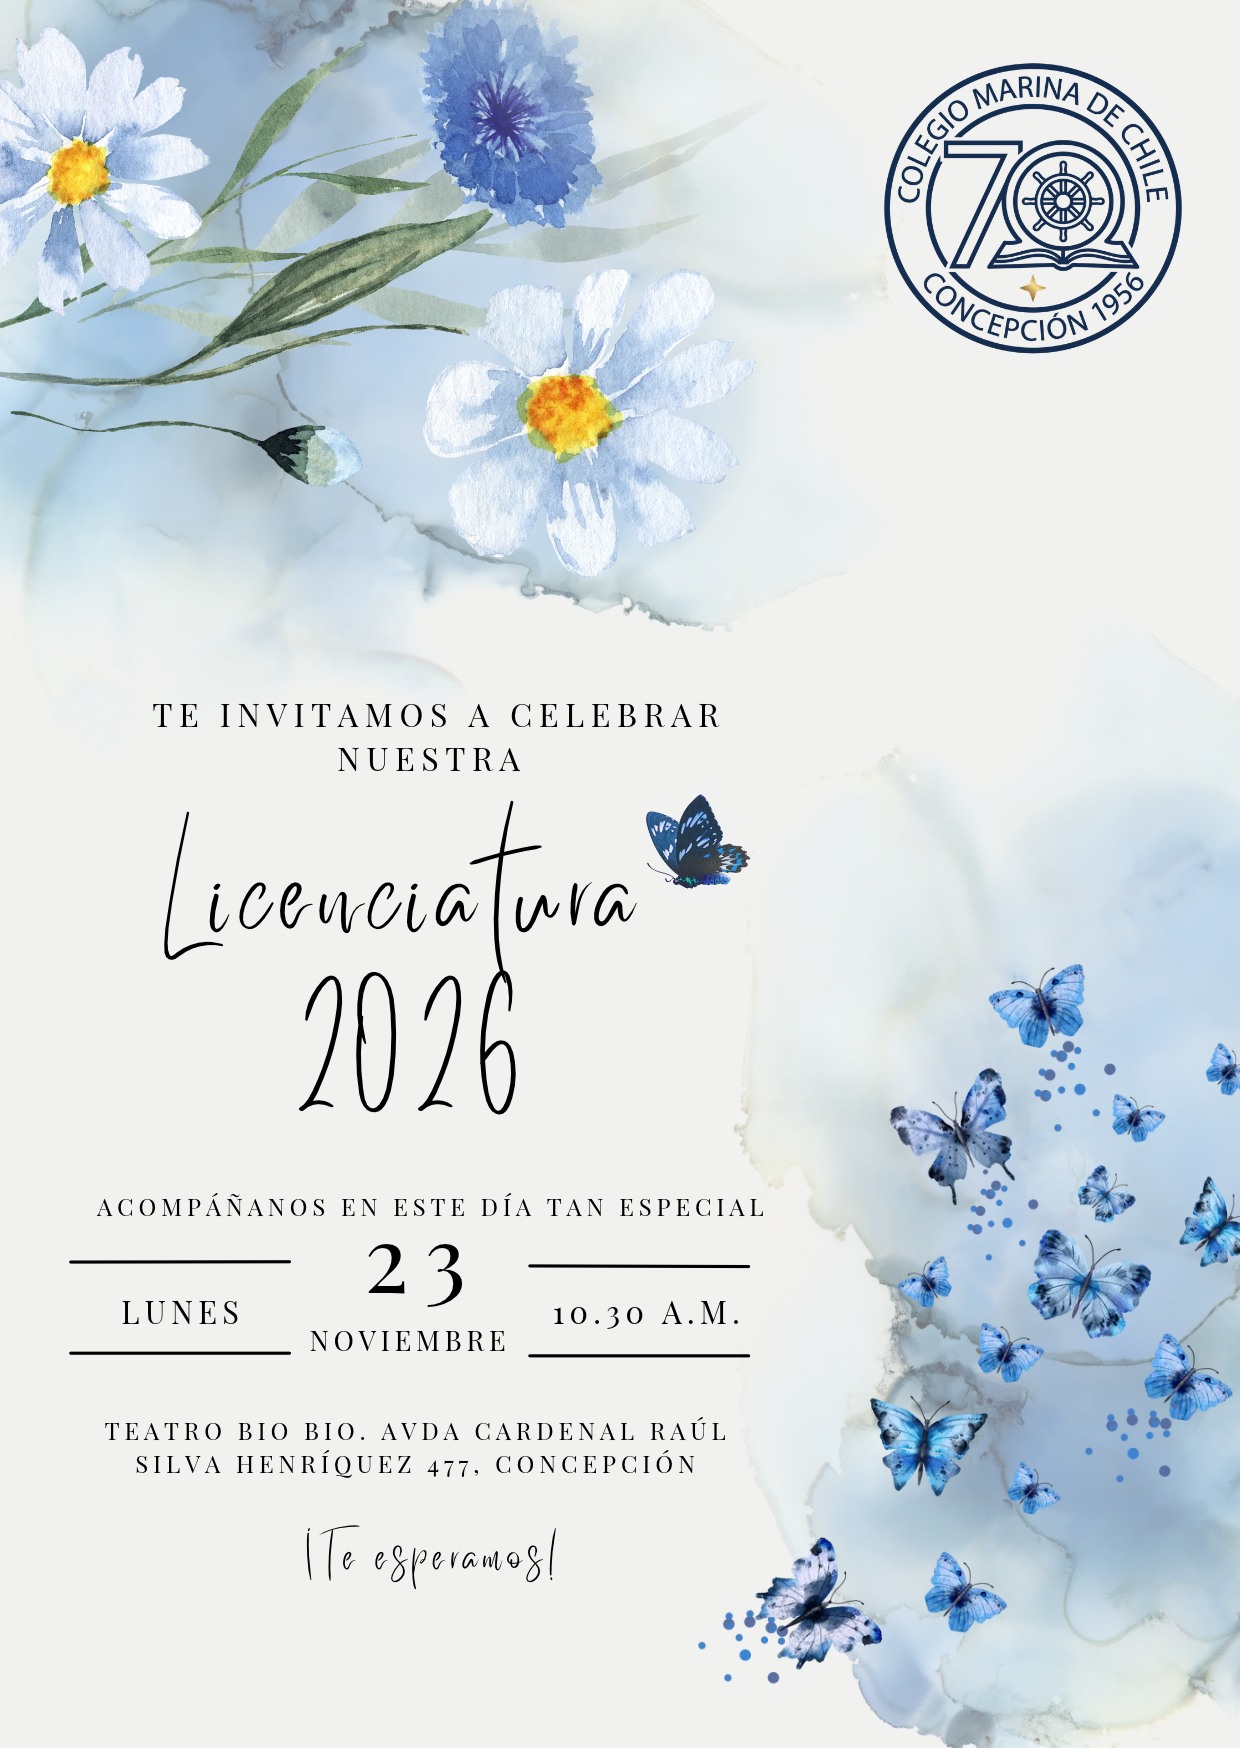 COLEGIO MARINA DE CHILE
70
CONCEPCIÓN 1956
TE INVITAMOS A CELEBRAR
NUESTRA
Licenciatura
2026
ACOMPÁÑANOS EN ESTE DÍA TAN ESPECIAL
LUNES
23
NOVIEMBRE
10.30 A.M.
TEATRO BIO BIO. AVDA CARDENAL RAÚL
SILVA HENRÍQUEZ 477, CONCEPCIÓN
¡Te esperamos!